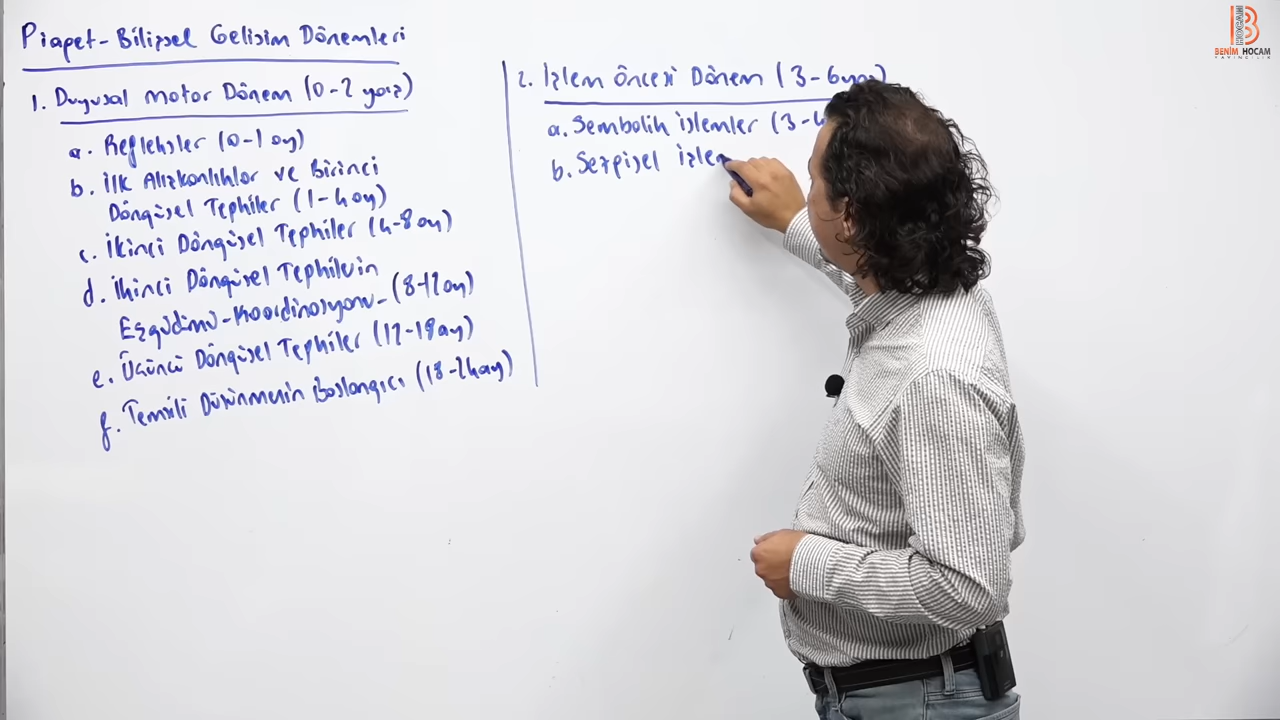 Piaget-Bilişsel Gelişim Dönemleri
1. Duyusal Motor Dönem (0-2 yaş)
a. Refleksler (0-1 ay)
b. İlk Alışkanlıklar ve Birinci
Döngüsel Tepkiler (1-4 ay)
c. İkinci Döngüsel Tepkiler (4-8 ay)
d. İkinci Döngüsel Tepkilerin
Eşgüdümü-Koordinasyonu- (8-12 ay)
e. Üçüncü Döngüsel Tepkiler (12-18 ay)
f. Temsili Düşünmenin Başlangıcı (18-24 ay)
2. İşlem Öncesi Dönem (3-6 yaş)
a. Sembolik işlemler (3-4
b. Sezgisel İşlem
BENİM HOCAM
YAYINCILIK